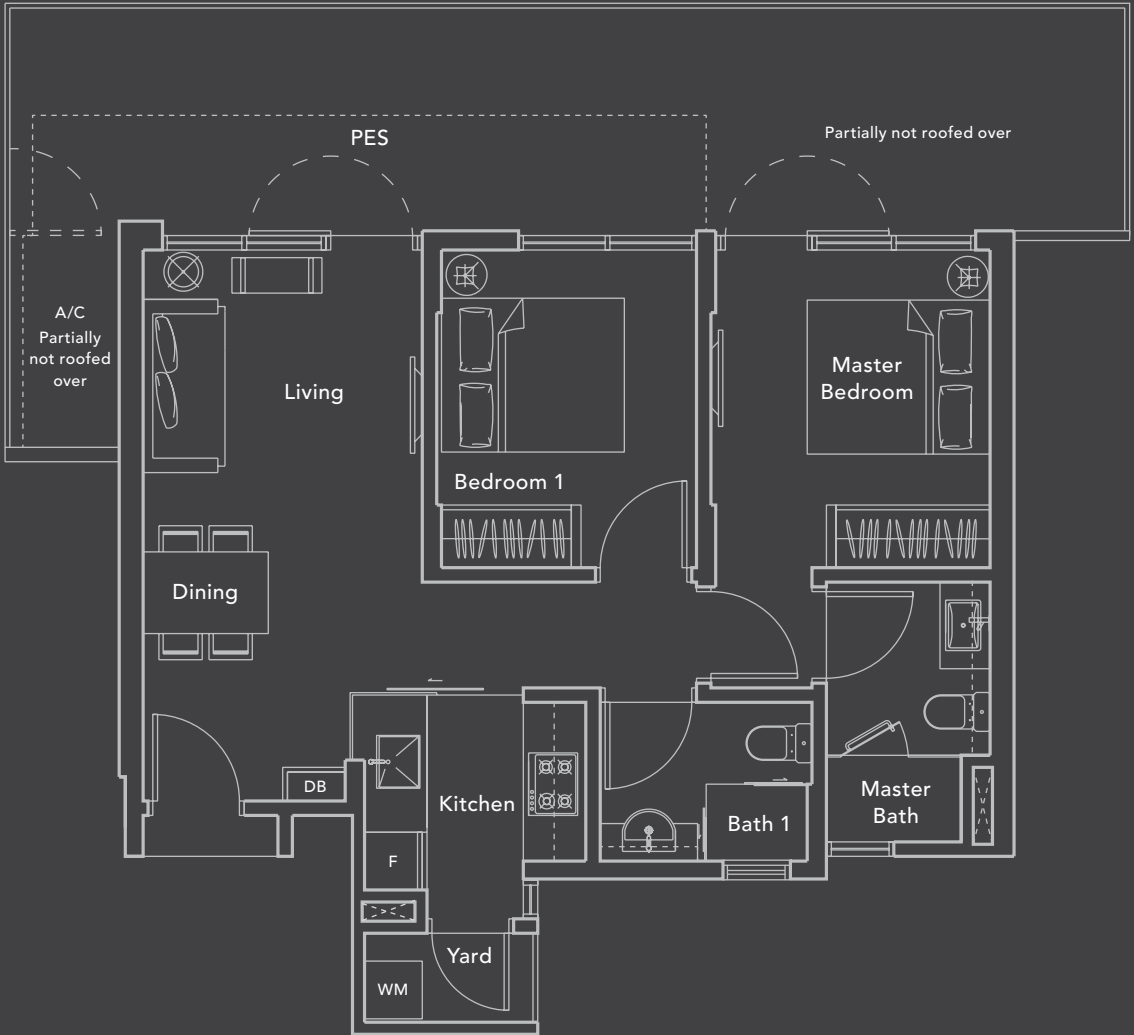 PES
Partially not roofed over
A/C
Partially
not roofed
over
Living
Master
Bedroom
Bedroom 1
Dining
DB
Kitchen
Master
Bath
Bath 1
F
Yard
WM